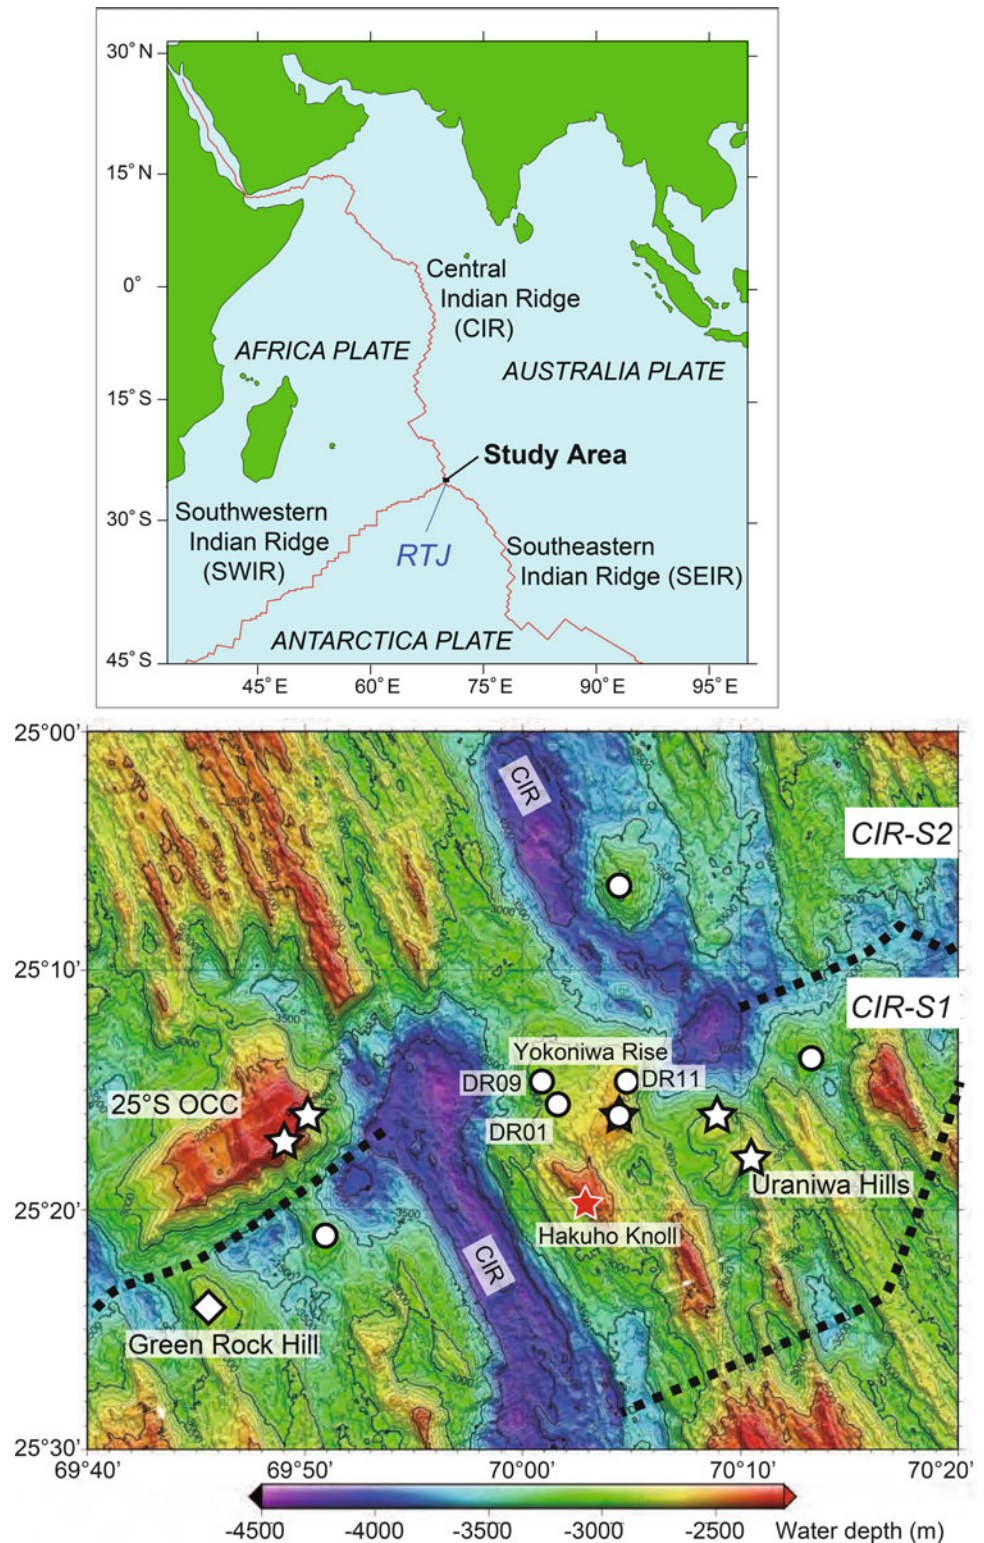 30° N
15° N
0°
15° S
30° S
45° S
45° E
60° E
75° E
90° E
95° E
Central
Indian Ridge
(CIR)
AFRICA PLATE
AUSTRALIA PLATE
Study Area
Southwestern
Indian Ridge
(SWIR)
RTJ
Southeastern
Indian Ridge (SEIR)
ANTARCTICA PLATE
25°00'
25°10'
25°20'
25°30'
69°40'
69°50'
70°00'
70°10'
70°20'
CIR
CIR-S2
CIR-S1
Yokoniwa Rise
DR09
DR11
DR01
25°S OCC
Uraniwa Hills
Hakuho Knoll
CIR
Green Rock Hill
-4500
-4000
-3500
-3000
-2500
Water depth (m)